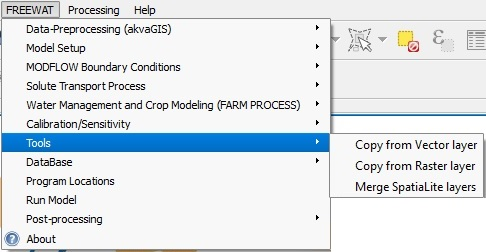 FREEWAT Processing Help
Data-Preprocessing (akvaGIS)
Model Setup
MODFLOW Boundary Conditions
Solute Transport Process
Water Management and Crop Modeling (FARM PROCESS)
Calibration/Sensitivity
Tools
Copy from Vector layer
Copy from Raster layer
Merge SpatiaLite layers
DataBase
Program Locations
Run Model
Post-processing
About